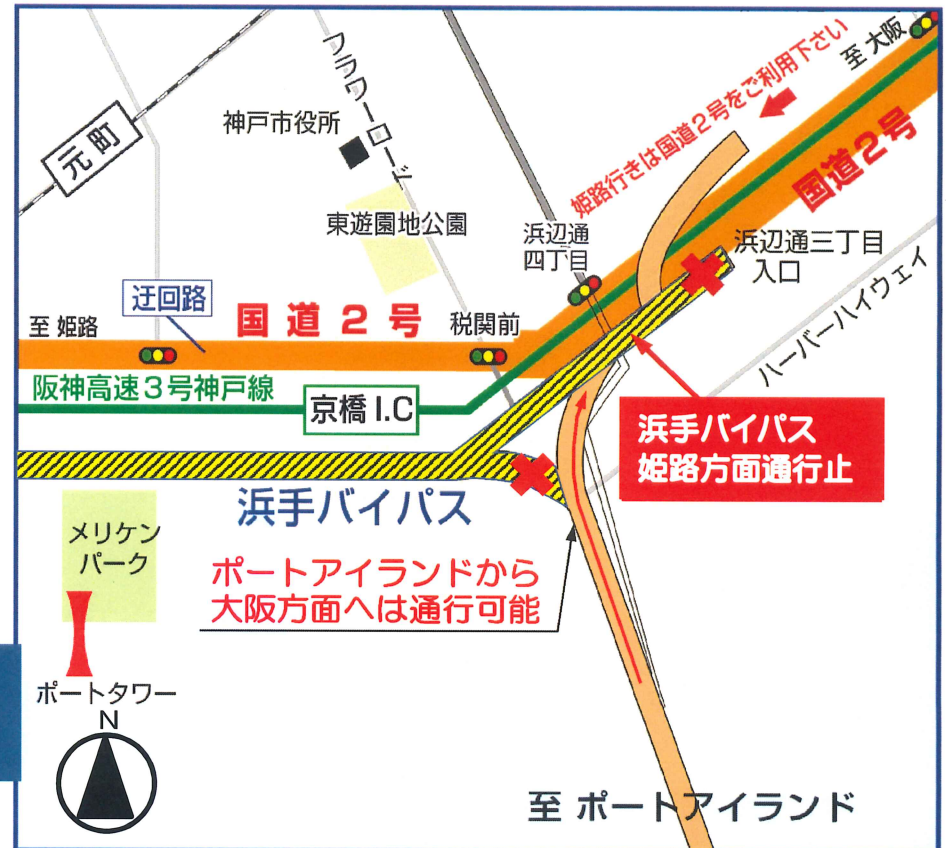 フラワーロード
至 大阪
神戸市役所
元町
姫路行きは国道2号をご利用下さい
国道2号
東遊園地公園
浜辺通
四丁目
浜辺通三丁目
入口
迂回路
至 姫路
国道2号
税関前
ハーバーハイウェイ
阪神高速3号神戸線
京橋I.C
浜手バイパス
姫路方面通行止
浜手バイパス
メリケン
パーク
ポートアイランドから
大阪方面へは通行可能
ポートタワー
N
至 ポートアイランド